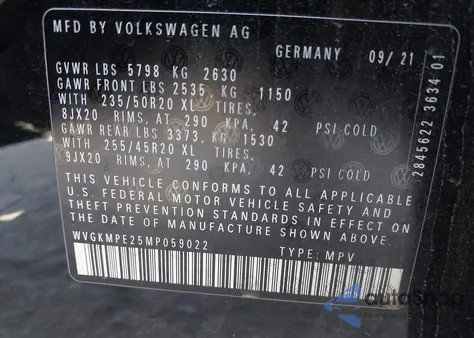 MFD BY VOLKSWAGEN AG
GERMANY 09/21
GVWR LBS 5798 KG 2630
GAWR FRONT LBS 2535 KG 1150
WITH 235/50R20 XL TIRES,
8JX20 RIMS, AT 290 KPA, 42 PSI COLD
GAWR REAR LBS 3373 KG 1530
WITH 255/45R20 XL TIRES,
9JX20 RIMS, AT 290 KPA, 42 PSI COLD
THIS VEHICLE CONFORMS TO ALL APPLICABLE
U.S. FEDERAL MOTOR VEHICLE SAFETY AND
THEFT PREVENTION STANDARDS IN EFFECT ON
THE DATE OF MANUFACTURE SHOWN ABOVE.
WVGKMPE25MP059022
TYPE: MPV
2845622 3634 01
autoShop